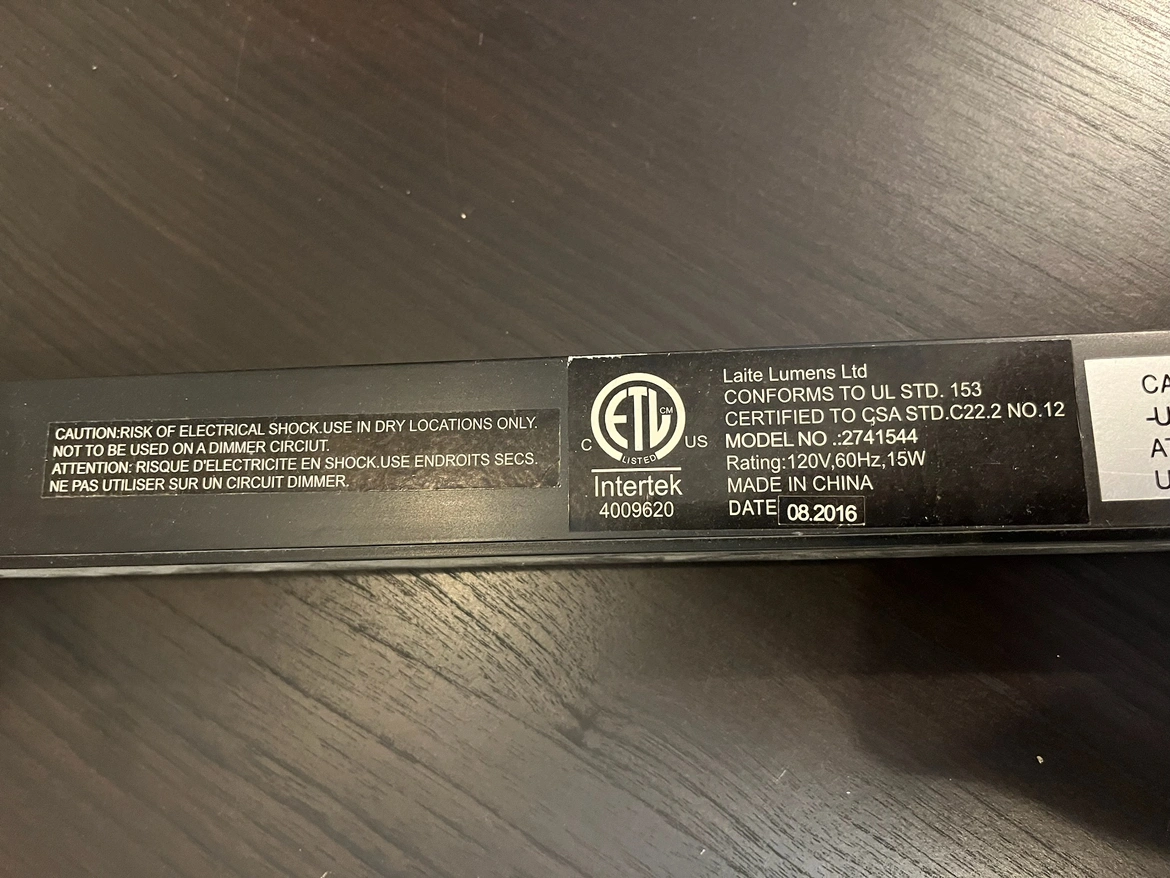 CAUTION:RISK OF ELECTRICAL SHOCK.USE IN DRY LOCATIONS ONLY.
NOT TO BE USED ON A DIMMER CIRCIUT.
ATTENTION: RISQUE D'ELECTRICITE EN SHOCK.USE ENDROITS SECS.
NE PAS UTILISER SUR UN CIRCUIT DIMMER.
ETL CM
C US
LISTED
Intertek
4009620
Laite Lumens Ltd
CONFORMS TO UL STD. 153
CERTIFIED TO CSA STD.C22.2 NO.12
MODEL NO .:2741544
Rating:120V,60Hz,15W
MADE IN CHINA
DATE 08.2016
CA
-U
A
U